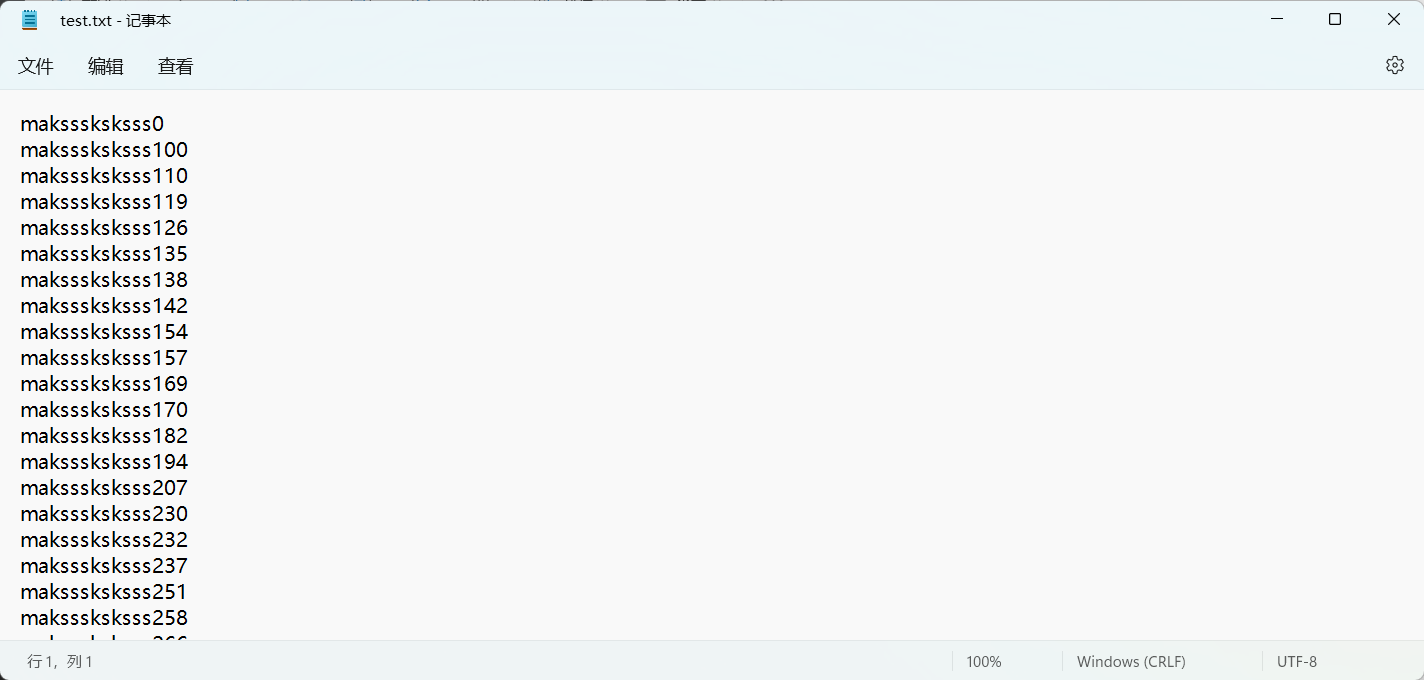 test.txt - 记事本
文件 编辑 查看
maksssksksss0
maksssksksss100
maksssksksss110
maksssksksss119
maksssksksss126
maksssksksss135
maksssksksss138
maksssksksss142
maksssksksss154
maksssksksss157
maksssksksss169
maksssksksss170
maksssksksss182
maksssksksss194
maksssksksss207
maksssksksss230
maksssksksss232
maksssksksss237
maksssksksss251
maksssksksss258
行 1，列 1 100% Windows (CRLF) UTF-8